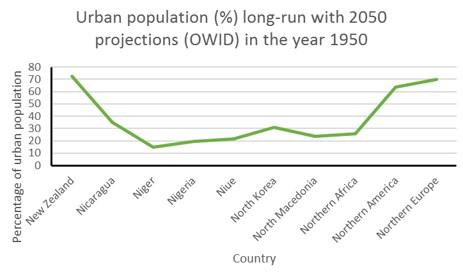 Urban population (%) long-run with 2050
projections (OWID) in the year 1950
Percentage of urban population
80
70
60
50
40
30
20
10
0
New Zealand
Nicaragua
Niger
Nigeria
Niue
North Korea
North Macedonia
Northern Africa
Northern America
Northern Europe
Country